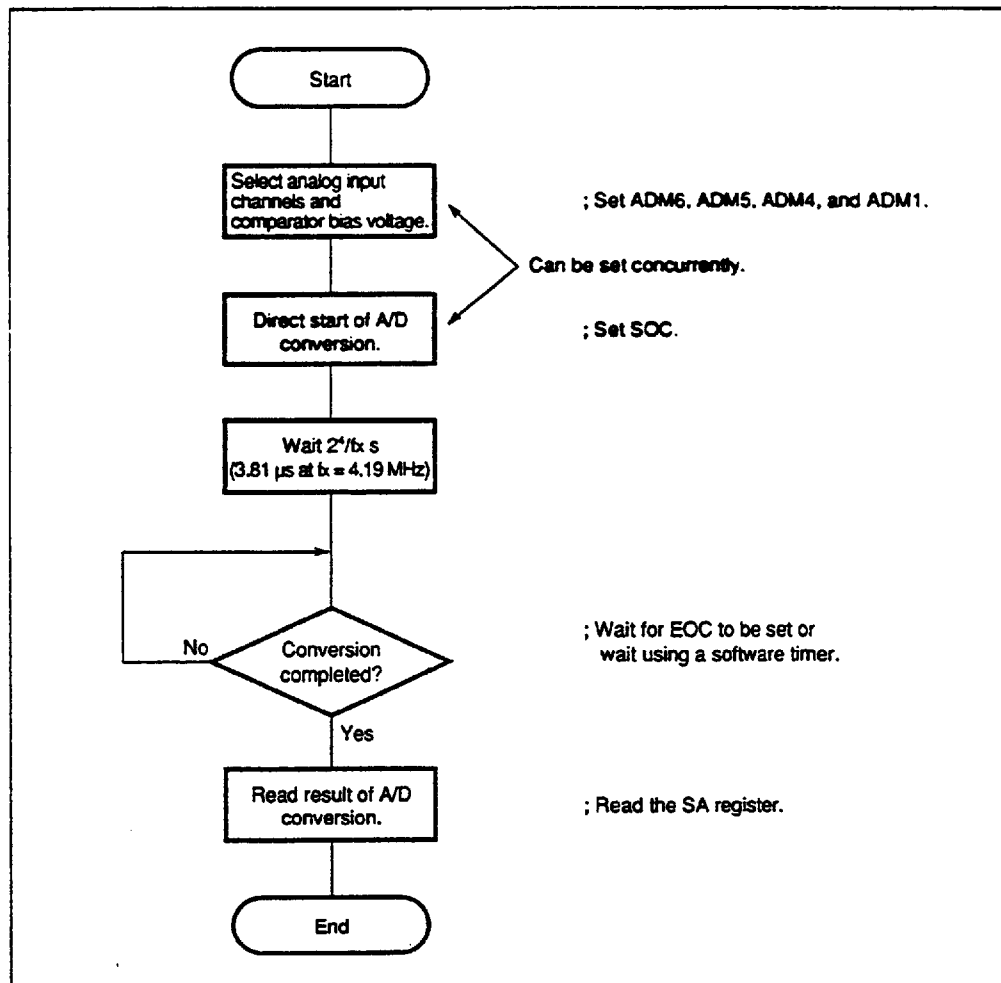 Start
Select analog input
channels and
comparator bias voltage.
; Set ADM6, ADM5, ADM4, and ADM1.
Can be set concurrently.
Direct start of A/D
conversion.
; Set SOC.
Wait 2⁴/fx s
(3.81 µs at fx = 4.19 MHz)
No
Conversion
completed?
; Wait for EOC to be set or
wait using a software timer.
Yes
Read result of A/D
conversion.
; Read the SA register.
End